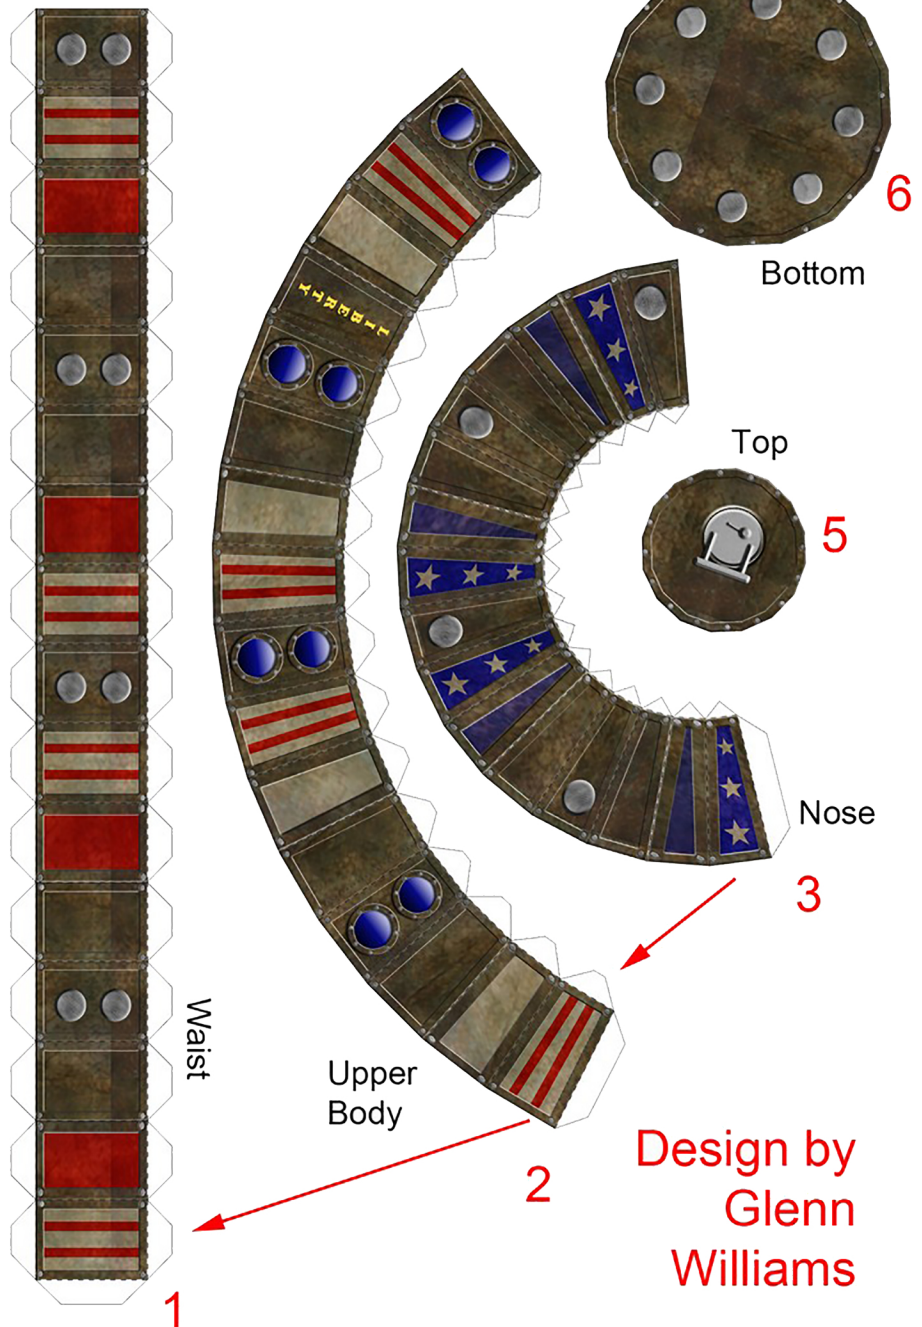 6
Bottom
LIBERTY
Top
5
Nose
3
Waist
Upper
Body
2
Design by
Glenn
Williams
1